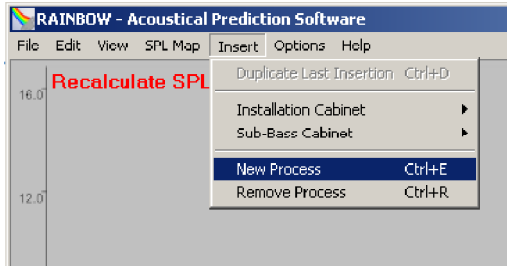 RAINBOW - Acoustical Prediction Software
File Edit View SPL Map Insert Options Help
Duplicate Last Insertion Ctrl+D
Recalculate SPL
16.0
Installation Cabinet
Sub-Bass Cabinet
New Process Ctrl+E
Remove Process Ctrl+R
12.0